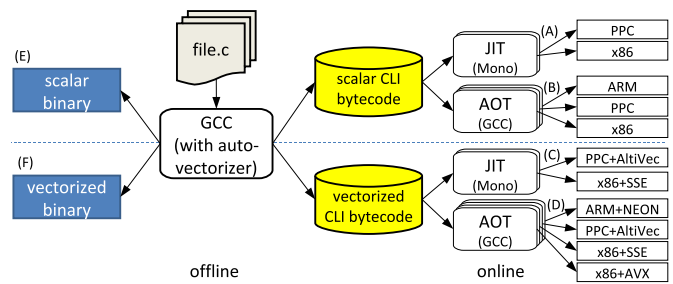 file.c
(E)
scalar
binary
(F)
vectorized
binary
GCC
(with auto-
vectorizer)
scalar CLI
bytecode
vectorized
CLI bytecode
JIT
(Mono)
(A)
PPC
x86
AOT
(GCC)
(B)
ARM
PPC
x86
JIT
(Mono)
(C)
PPC+AltiVec
x86+SSE
AOT
(GCC)
(D)
ARM+NEON
PPC+AltiVec
x86+SSE
x86+AVX
offline
online